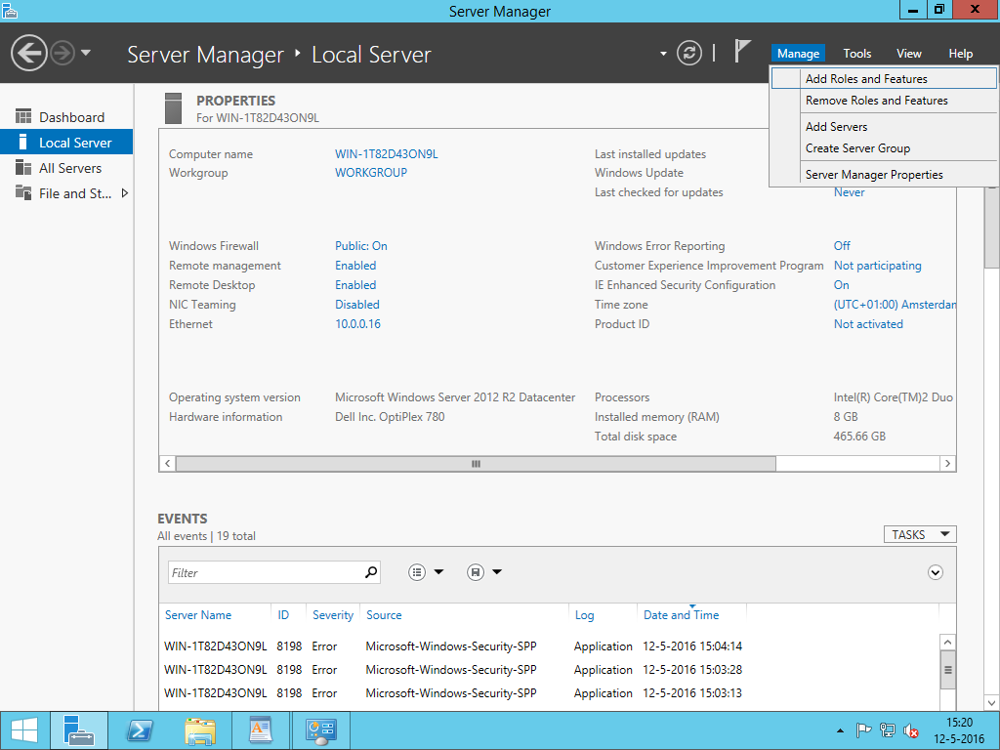 Server Manager
Server Manager ‣ Local Server
Manage Tools View Help
Add Roles and Features
Remove Roles and Features
Add Servers
Create Server Group
Server Manager Properties
Dashboard
Local Server
All Servers
File and St...
PROPERTIES
For WIN-1T82D43ON9L
Computer name WIN-1T82D43ON9L Last installed updates
Workgroup WORKGROUP Windows Update
Last checked for updates Never
Windows Firewall Public: On Windows Error Reporting Off
Remote management Enabled Customer Experience Improvement Program Not participating
Remote Desktop Enabled IE Enhanced Security Configuration On
NIC Teaming Disabled Time zone (UTC+01:00) Amsterdan
Ethernet 10.0.0.16 Product ID Not activated
Operating system version Microsoft Windows Server 2012 R2 Datacenter Processors Intel(R) Core(TM)2 Duo
Hardware information Dell Inc. OptiPlex 780 Installed memory (RAM) 8 GB
Total disk space 465.66 GB
EVENTS
All events | 19 total
TASKS
Filter
Server Name ID Severity Source Log Date and Time
WIN-1T82D43ON9L 8198 Error Microsoft-Windows-Security-SPP Application 12-5-2016 15:04:14
WIN-1T82D43ON9L 8198 Error Microsoft-Windows-Security-SPP Application 12-5-2016 15:03:28
WIN-1T82D43ON9L 8198 Error Microsoft-Windows-Security-SPP Application 12-5-2016 15:03:13
15:20
12-5-2016